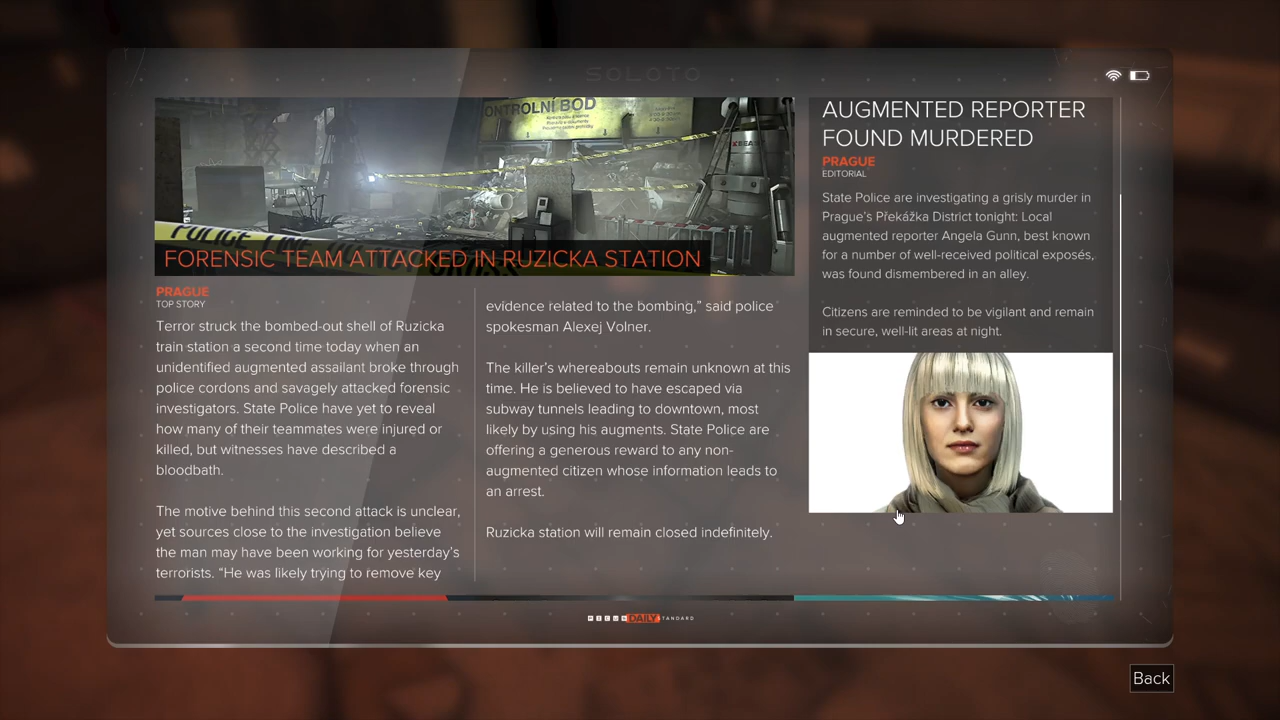 SOLOTO
KONTROLNÍ BOD
POLICE LINE
FORENSIC TEAM ATTACKED IN RUZICKA STATION
PRAGUE
TOP STORY
Terror struck the bombed-out shell of Ruzicka
train station a second time today when an
unidentified augmented assailant broke through
police cordons and savagely attacked forensic
investigators. State Police have yet to reveal
how many of their teammates were injured or
killed, but witnesses have described a
bloodbath.
The motive behind this second attack is unclear,
yet sources close to the investigation believe
the man may have been working for yesterday's
terrorists. “He was likely trying to remove key
evidence related to the bombing,” said police
spokesman Alexej Volner.
The killer's whereabouts remain unknown at this
time. He is believed to have escaped via
subway tunnels leading to downtown, most
likely by using his augments. State Police are
offering a generous reward to any non-
augmented citizen whose information leads to
an arrest.
Ruzicka station will remain closed indefinitely.
AUGMENTED REPORTER
FOUND MURDERED
PRAGUE
EDITORIAL
State Police are investigating a grisly murder in
Prague's Překážka District tonight: Local
augmented reporter Angela Gunn, best known
for a number of well-received political exposés,
was found dismembered in an alley.
Citizens are reminded to be vigilant and remain
in secure, well-lit areas at night.
PICUS DAILY STANDARD
Back